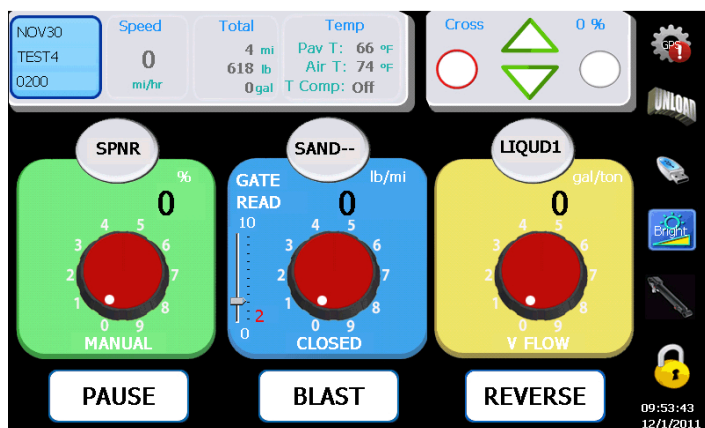 NOV30
TEST4
0200
Speed
0
mi/hr
Total
4 mi
618 lb
0 gal
Temp
Pav T: 66 ºF
Air T: 74 ºF
T Comp: Off
Cross 0 %
GPS
UNLOAD
SPNR
%
0
0 1 2 3 4 5 6 7 8 9
MANUAL
SAND--
GATE
READ
lb/mi
0
10
2
0
0 1 2 3 4 5 6 7 8 9
CLOSED
LIQUD1
gal/ton
0
0 1 2 3 4 5 6 7 8 9
V FLOW
Bright
PAUSE
BLAST
REVERSE
09:53:43
12/1/2011